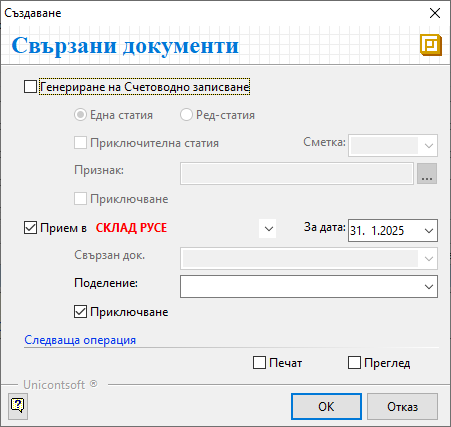 Създаване
Свързани документи
Генериране на Счетоводно записване
Една статия Ред-статия
Приключителна статия Сметка:
Признак: ...
Приключване
Прием в СКЛАД РУСЕ За дата: 31. 1.2025
Свързан док.
Поделение:
Приключване
Следваща операция
Печат Преглед
Unicontsoft ®
? OK Отказ